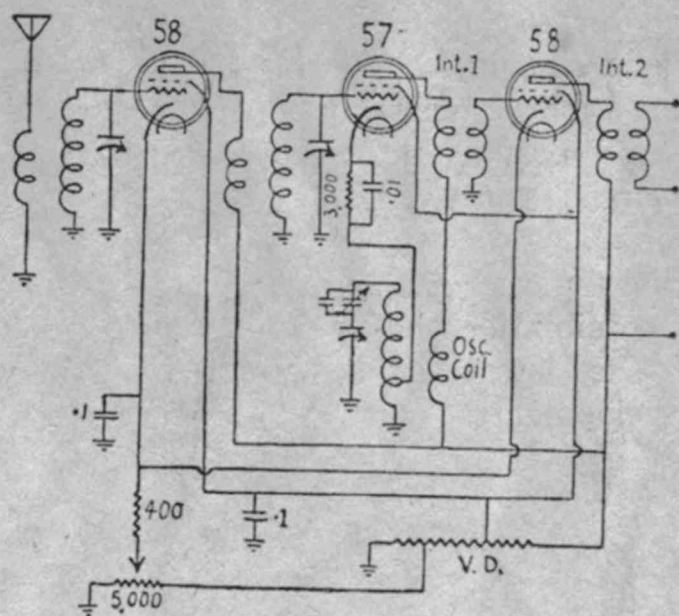 58
57
58
Int.1
Int.2
3,000
.01
Osc.
Coil
.1
400
.1
V. D.
5,000